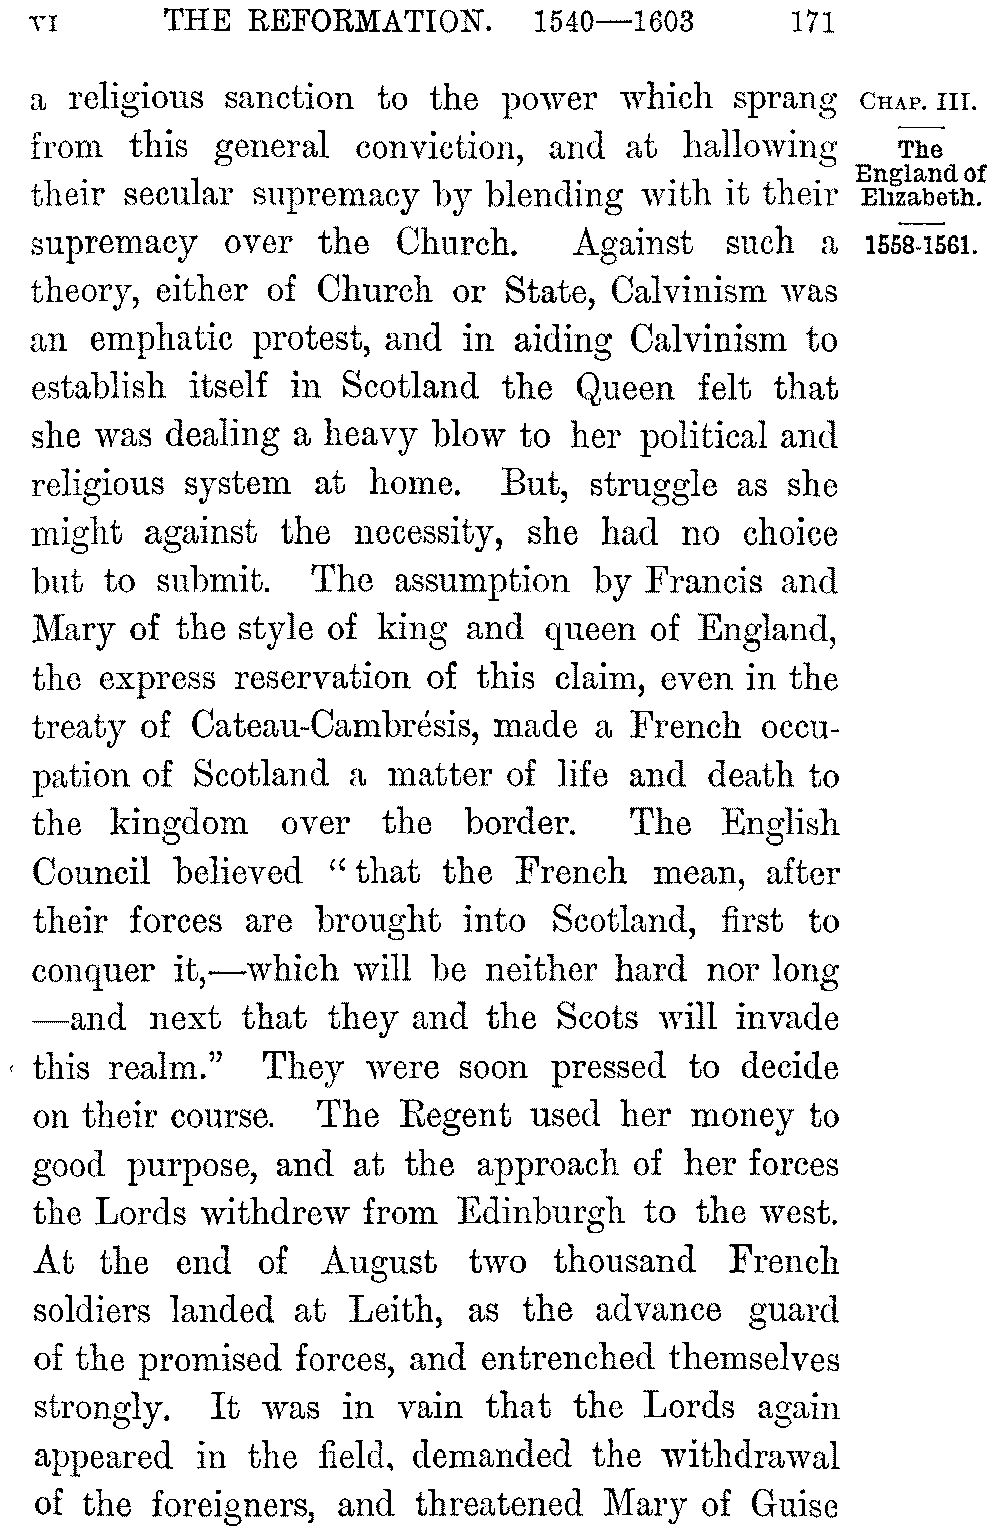 VI THE REFORMATION. 1540—1603 171
a religious sanction to the power which sprang
from this general conviction, and at hallowing
their secular supremacy by blending with it their
supremacy over the Church. Against such a
theory, either of Church or State, Calvinism was
an emphatic protest, and in aiding Calvinism to
establish itself in Scotland the Queen felt that
she was dealing a heavy blow to her political and
religious system at home. But, struggle as she
might against the necessity, she had no choice
but to submit. The assumption by Francis and
Mary of the style of king and queen of England,
the express reservation of this claim, even in the
treaty of Cateau-Cambrésis, made a French occu-
pation of Scotland a matter of life and death to
the kingdom over the border. The English
Council believed “that the French mean, after
their forces are brought into Scotland, first to
conquer it,—which will be neither hard nor long
—and next that they and the Scots will invade
this realm.” They were soon pressed to decide
on their course. The Regent used her money to
good purpose, and at the approach of her forces
the Lords withdrew from Edinburgh to the west.
At the end of August two thousand French
soldiers landed at Leith, as the advance guard
of the promised forces, and entrenched themselves
strongly. It was in vain that the Lords again
appeared in the field, demanded the withdrawal
of the foreigners, and threatened Mary of Guise
CHAP. III.
The
England of
Elizabeth.
1558-1561.